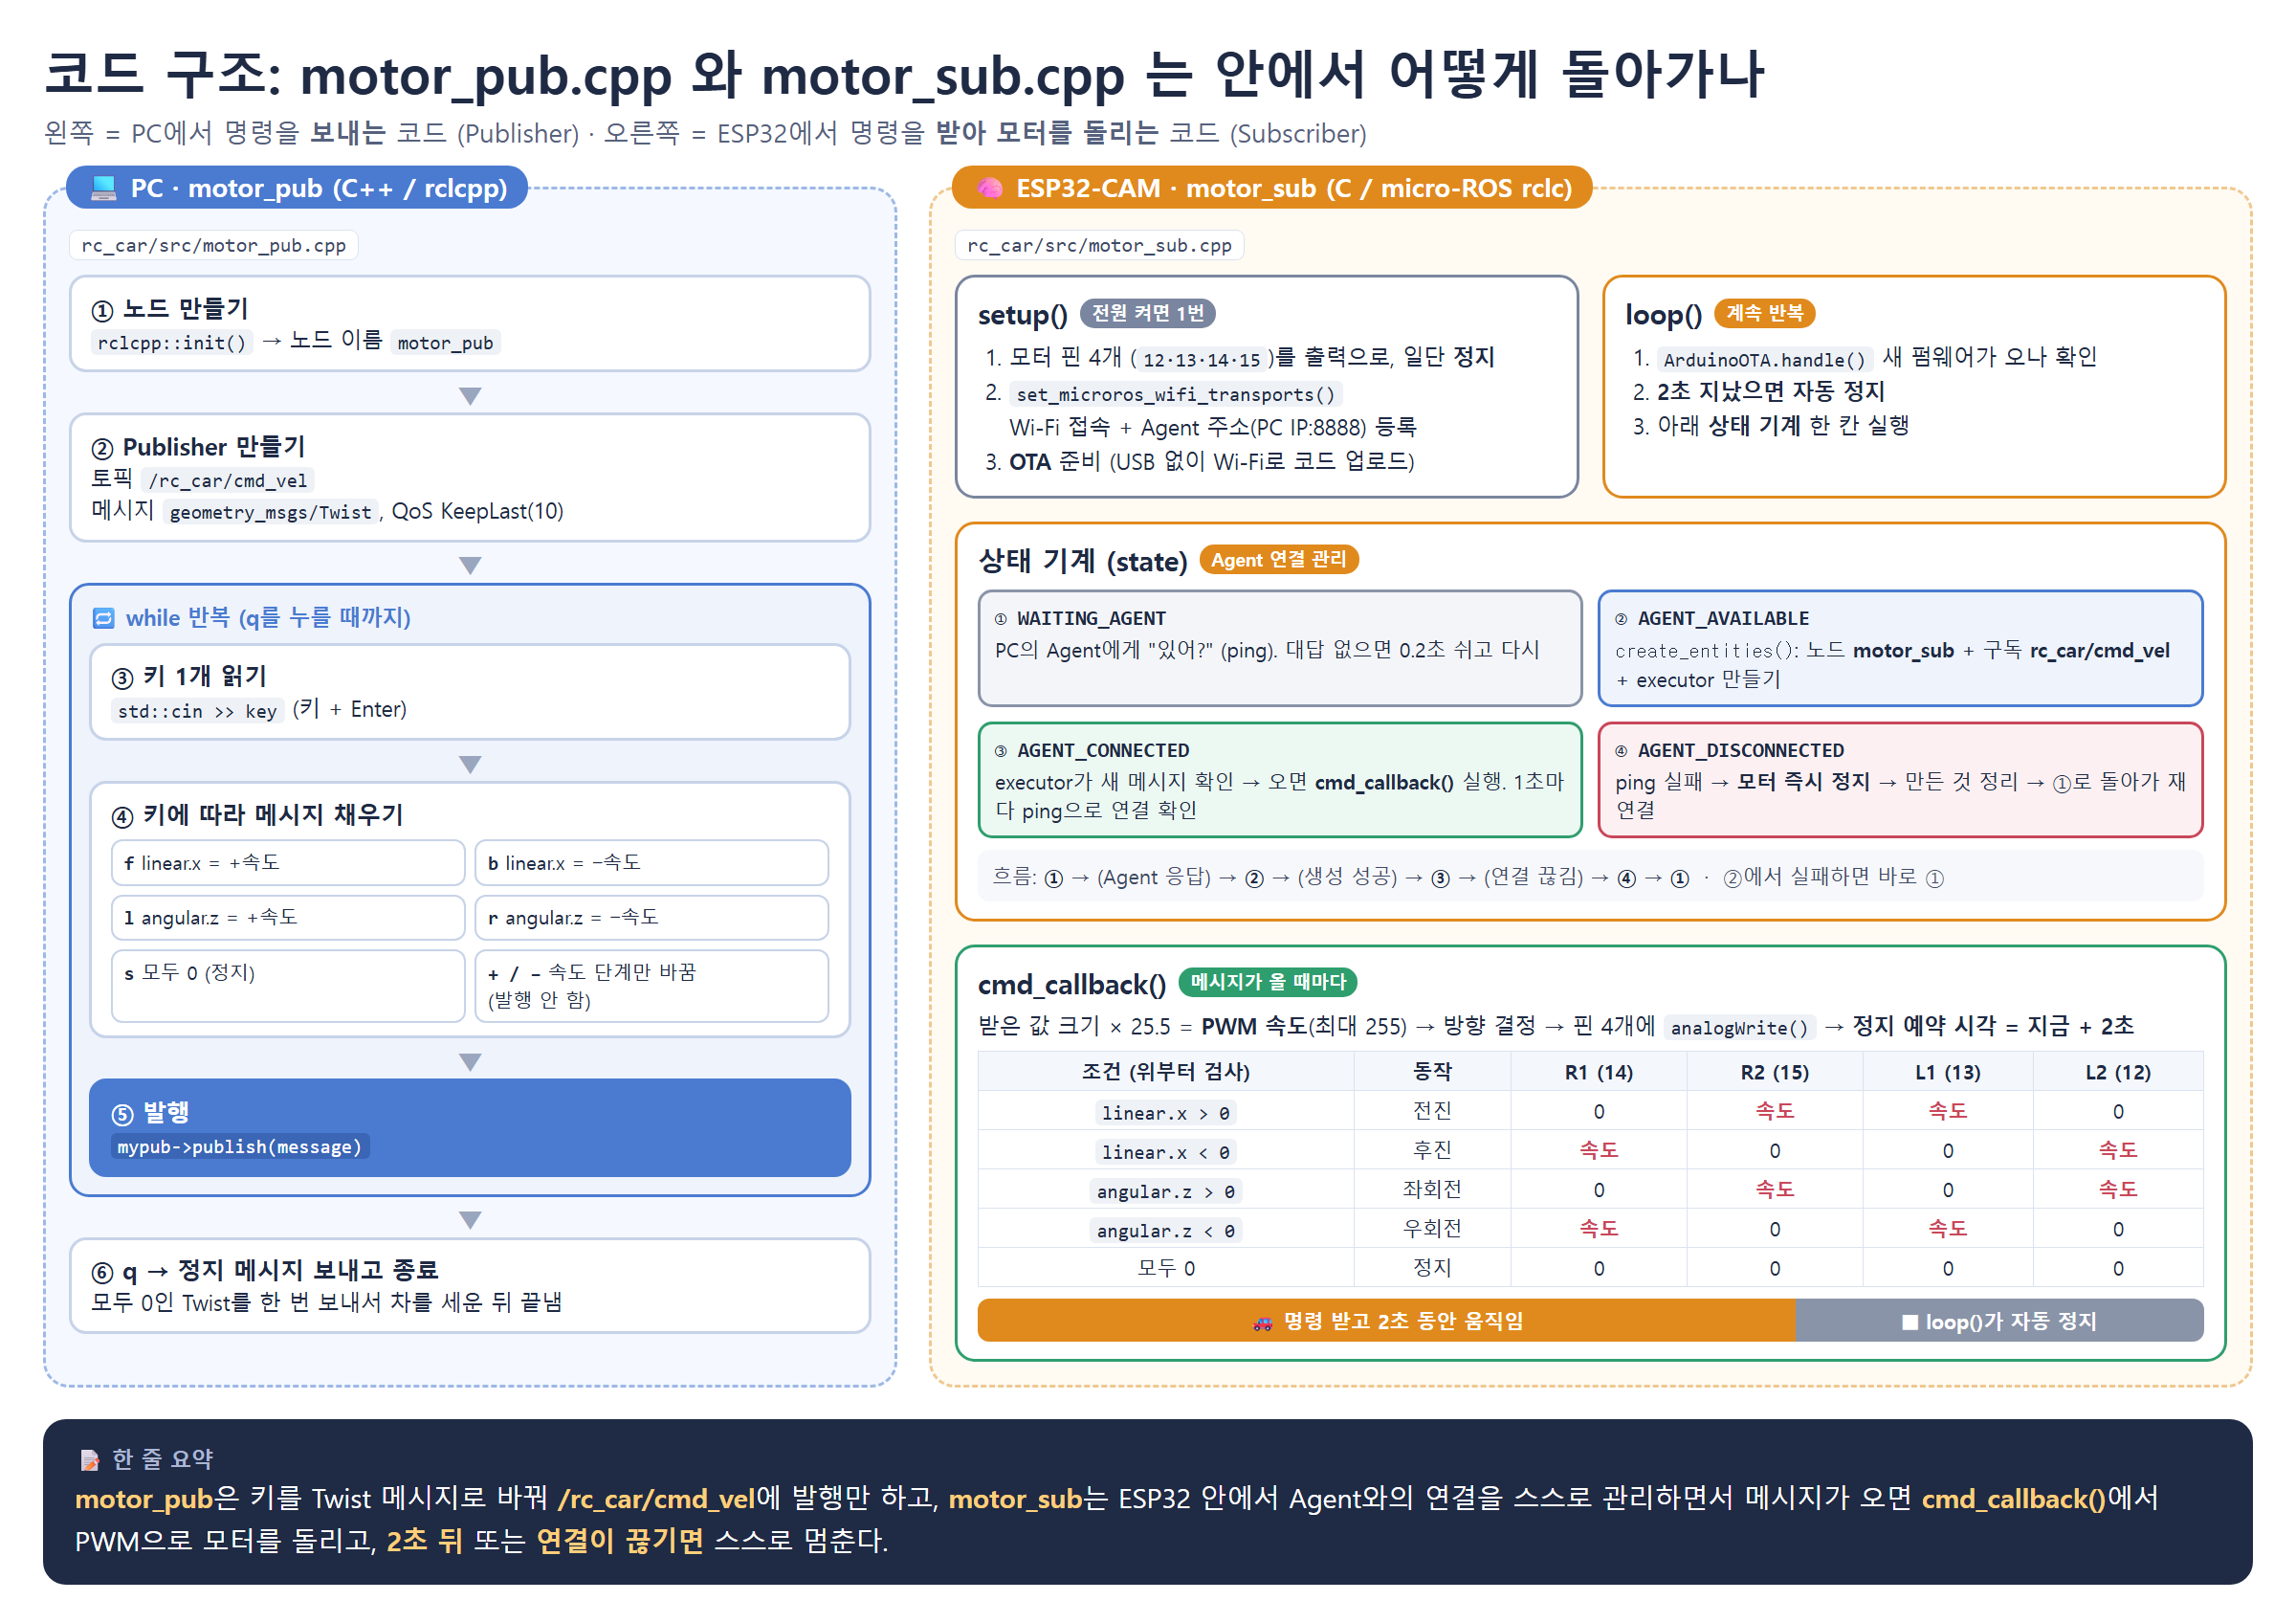 코드 구조: motor_pub.cpp 와 motor_sub.cpp 는 안에서 어떻게 돌아가나
왼쪽 = PC에서 명령을 보내는 코드 (Publisher) · 오른쪽 = ESP32에서 명령을 받아 모터를 돌리는 코드 (Subscriber)
PC · motor_pub (C++ / rclcpp)
rc_car/src/motor_pub.cpp
① 노드 만들기
rclcpp::init() → 노드 이름 motor_pub
② Publisher 만들기
토픽 /rc_car/cmd_vel
메시지 geometry_msgs/Twist, QoS KeepLast(10)
while 반복 (q를 누를 때까지)
③ 키 1개 읽기
std::cin >> key (키 + Enter)
④ 키에 따라 메시지 채우기
f linear.x = +속도
b linear.x = −속도
l angular.z = +속도
r angular.z = −속도
s 모두 0 (정지)
+ / - 속도 단계만 바꿈
(발행 안 함)
⑤ 발행
mypub->publish(message)
⑥ q → 정지 메시지 보내고 종료
모두 0인 Twist를 한 번 보내서 차를 세운 뒤 끝냄
ESP32-CAM · motor_sub (C / micro-ROS rclc)
rc_car/src/motor_sub.cpp
setup() 전원 켜면 1번
1. 모터 핀 4개 (12·13·14·15)를 출력으로, 일단 정지
2. set_microros_wifi_transports()
Wi-Fi 접속 + Agent 주소(PC IP:8888) 등록
3. OTA 준비 (USB 없이 Wi-Fi로 코드 업로드)
loop() 계속 반복
1. ArduinoOTA.handle() 새 펌웨어가 오나 확인
2. 2초 지났으면 자동 정지
3. 아래 상태 기계 한 칸 실행
상태 기계 (state) Agent 연결 관리
① WAITING_AGENT
PC의 Agent에게 "있어?" (ping). 대답 없으면 0.2초 쉬고 다시
② AGENT_AVAILABLE
create_entities(): 노드 motor_sub + 구독 rc_car/cmd_vel
+ executor 만들기
③ AGENT_CONNECTED
executor가 새 메시지 확인 → 오면 cmd_callback() 실행. 1초마
다 ping으로 연결 확인
④ AGENT_DISCONNECTED
ping 실패 → 모터 즉시 정지 → 만든 것 정리 → ①로 돌아가 재
연결
흐름: ① → (Agent 응답) → ② → (생성 성공) → ③ → (연결 끊김) → ④ → ① · ②에서 실패하면 바로 ①
cmd_callback() 메시지가 올 때마다
받은 값 크기 × 25.5 = PWM 속도(최대 255) → 방향 결정 → 핀 4개에 analogWrite() → 정지 예약 시각 = 지금 + 2초
조건 (위부터 검사) 동작 R1 (14) R2 (15) L1 (13) L2 (12)
linear.x > 0 전진 0 속도 속도 0
linear.x < 0 후진 속도 0 0 속도
angular.z > 0 좌회전 0 속도 0 속도
angular.z < 0 우회전 속도 0 속도 0
모두 0 정지 0 0 0 0
명령 받고 2초 동안 움직임
■ loop()가 자동 정지
한 줄 요약
motor_pub은 키를 Twist 메시지로 바꿔 /rc_car/cmd_vel에 발행만 하고, motor_sub는 ESP32 안에서 Agent와의 연결을 스스로 관리하면서 메시지가 오면 cmd_callback()에서
PWM으로 모터를 돌리고, 2초 뒤 또는 연결이 끊기면 스스로 멈춘다.